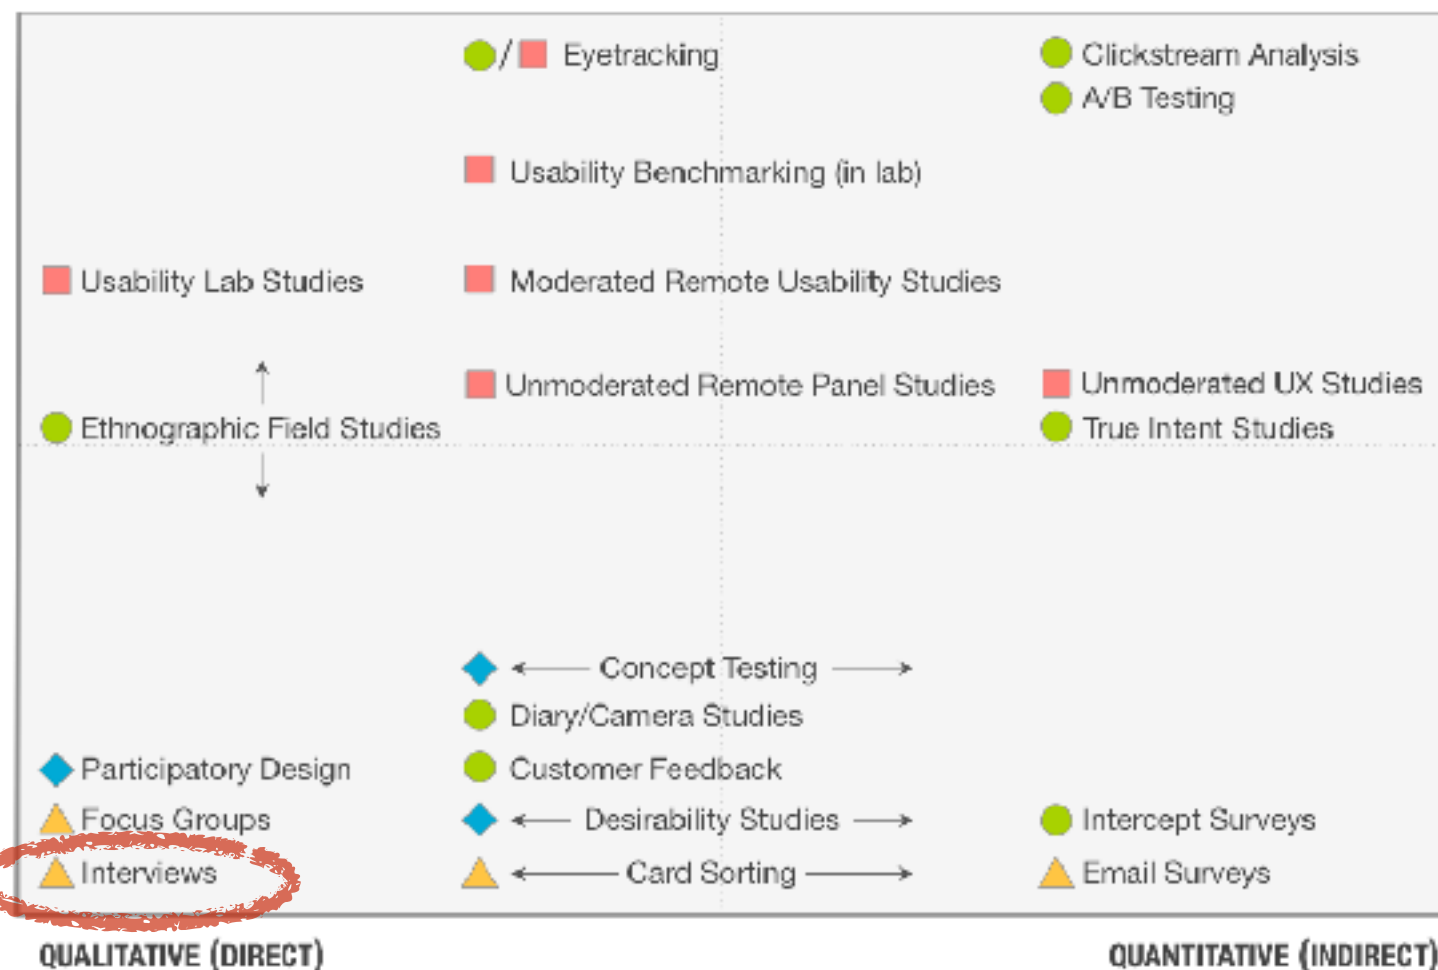 / Eyetracking
Clickstream Analysis
A/B Testing
Usability Benchmarking (in lab)
Usability Lab Studies
Moderated Remote Usability Studies
Unmoderated Remote Panel Studies
Unmoderated UX Studies
Ethnographic Field Studies
True Intent Studies
Concept Testing
Diary/Camera Studies
Participatory Design
Customer Feedback
Focus Groups
Desirability Studies
Intercept Surveys
Interviews
Card Sorting
Email Surveys
QUALITATIVE (DIRECT)
QUANTITATIVE (INDIRECT)